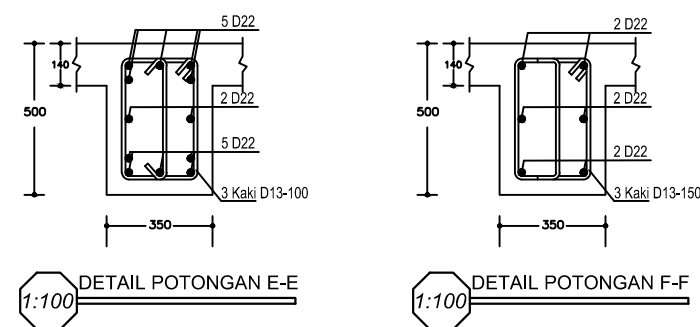 5 D22
140
500
2 D22
5 D22
3 Kaki D13-100
350
DETAIL POTONGAN E-E
1:100
2 D22
140
500
2 D22
2 D22
3 Kaki D13-150
350
DETAIL POTONGAN F-F
1:100